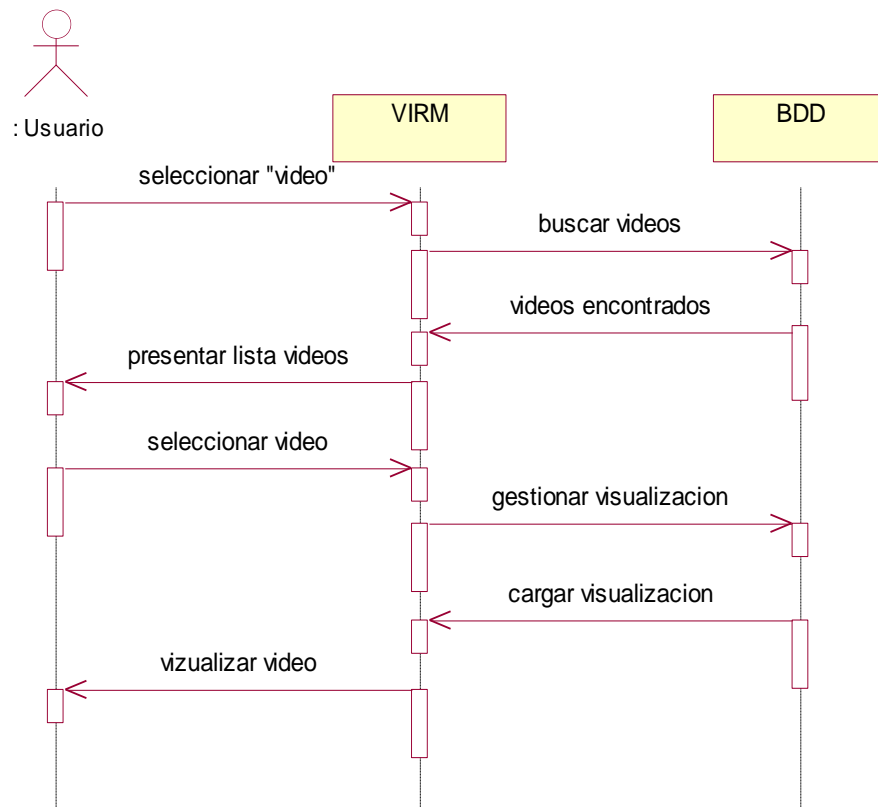 : Usuario
VIRM
BDD
seleccionar "video"
buscar videos
videos encontrados
presentar lista videos
seleccionar video
gestionar visualizacion
cargar visualizacion
vizualizar video